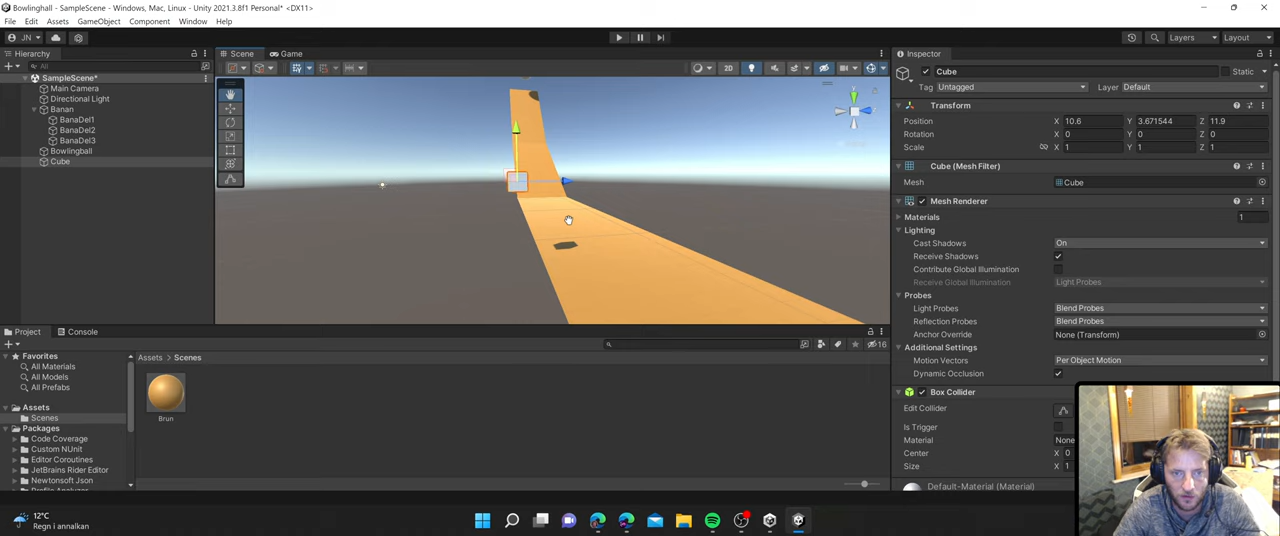 Bowlinghall - SampleScene - Windows, Mac, Linux - Unity 2021.3.8f1 Personal* <DX11>
File Edit Assets GameObject Component Window Help
JN Layers Layout
Hierarchy
All
SampleScene*
Main Camera
Directional Light
Banan
BanaDel1
BanaDel2
BanaDel3
Bowlingball
Cube
Scene Game
2D
Inspector
Cube Static
Tag Untagged Layer Default
Transform
Position X 10.6 Y 3.671544 Z 11.9
Rotation X 0 Y 0 Z 0
Scale X 1 Y 1 Z 1
Cube (Mesh Filter)
Mesh Cube
Mesh Renderer
Materials 1
Lighting
Cast Shadows On
Receive Shadows
Contribute Global Illumination
Receive Global Illumination Light Probes
Probes
Light Probes Blend Probes
Reflection Probes Blend Probes
Anchor Override None (Transform)
Additional Settings
Motion Vectors Per Object Motion
Dynamic Occlusion
Box Collider
Edit Collider
Is Trigger
Material None
Center X 0
Size X 1
Default-Material (Material)
Project Console
16
Favorites
All Materials
All Models
All Prefabs
Assets
Scenes
Packages
Code Coverage
Custom NUnit
Editor Coroutines
JetBrains Rider Editor
Newtonsoft Json
Profile Analyzer
Assets > Scenes
Brun
12°C
Regn i annalkan